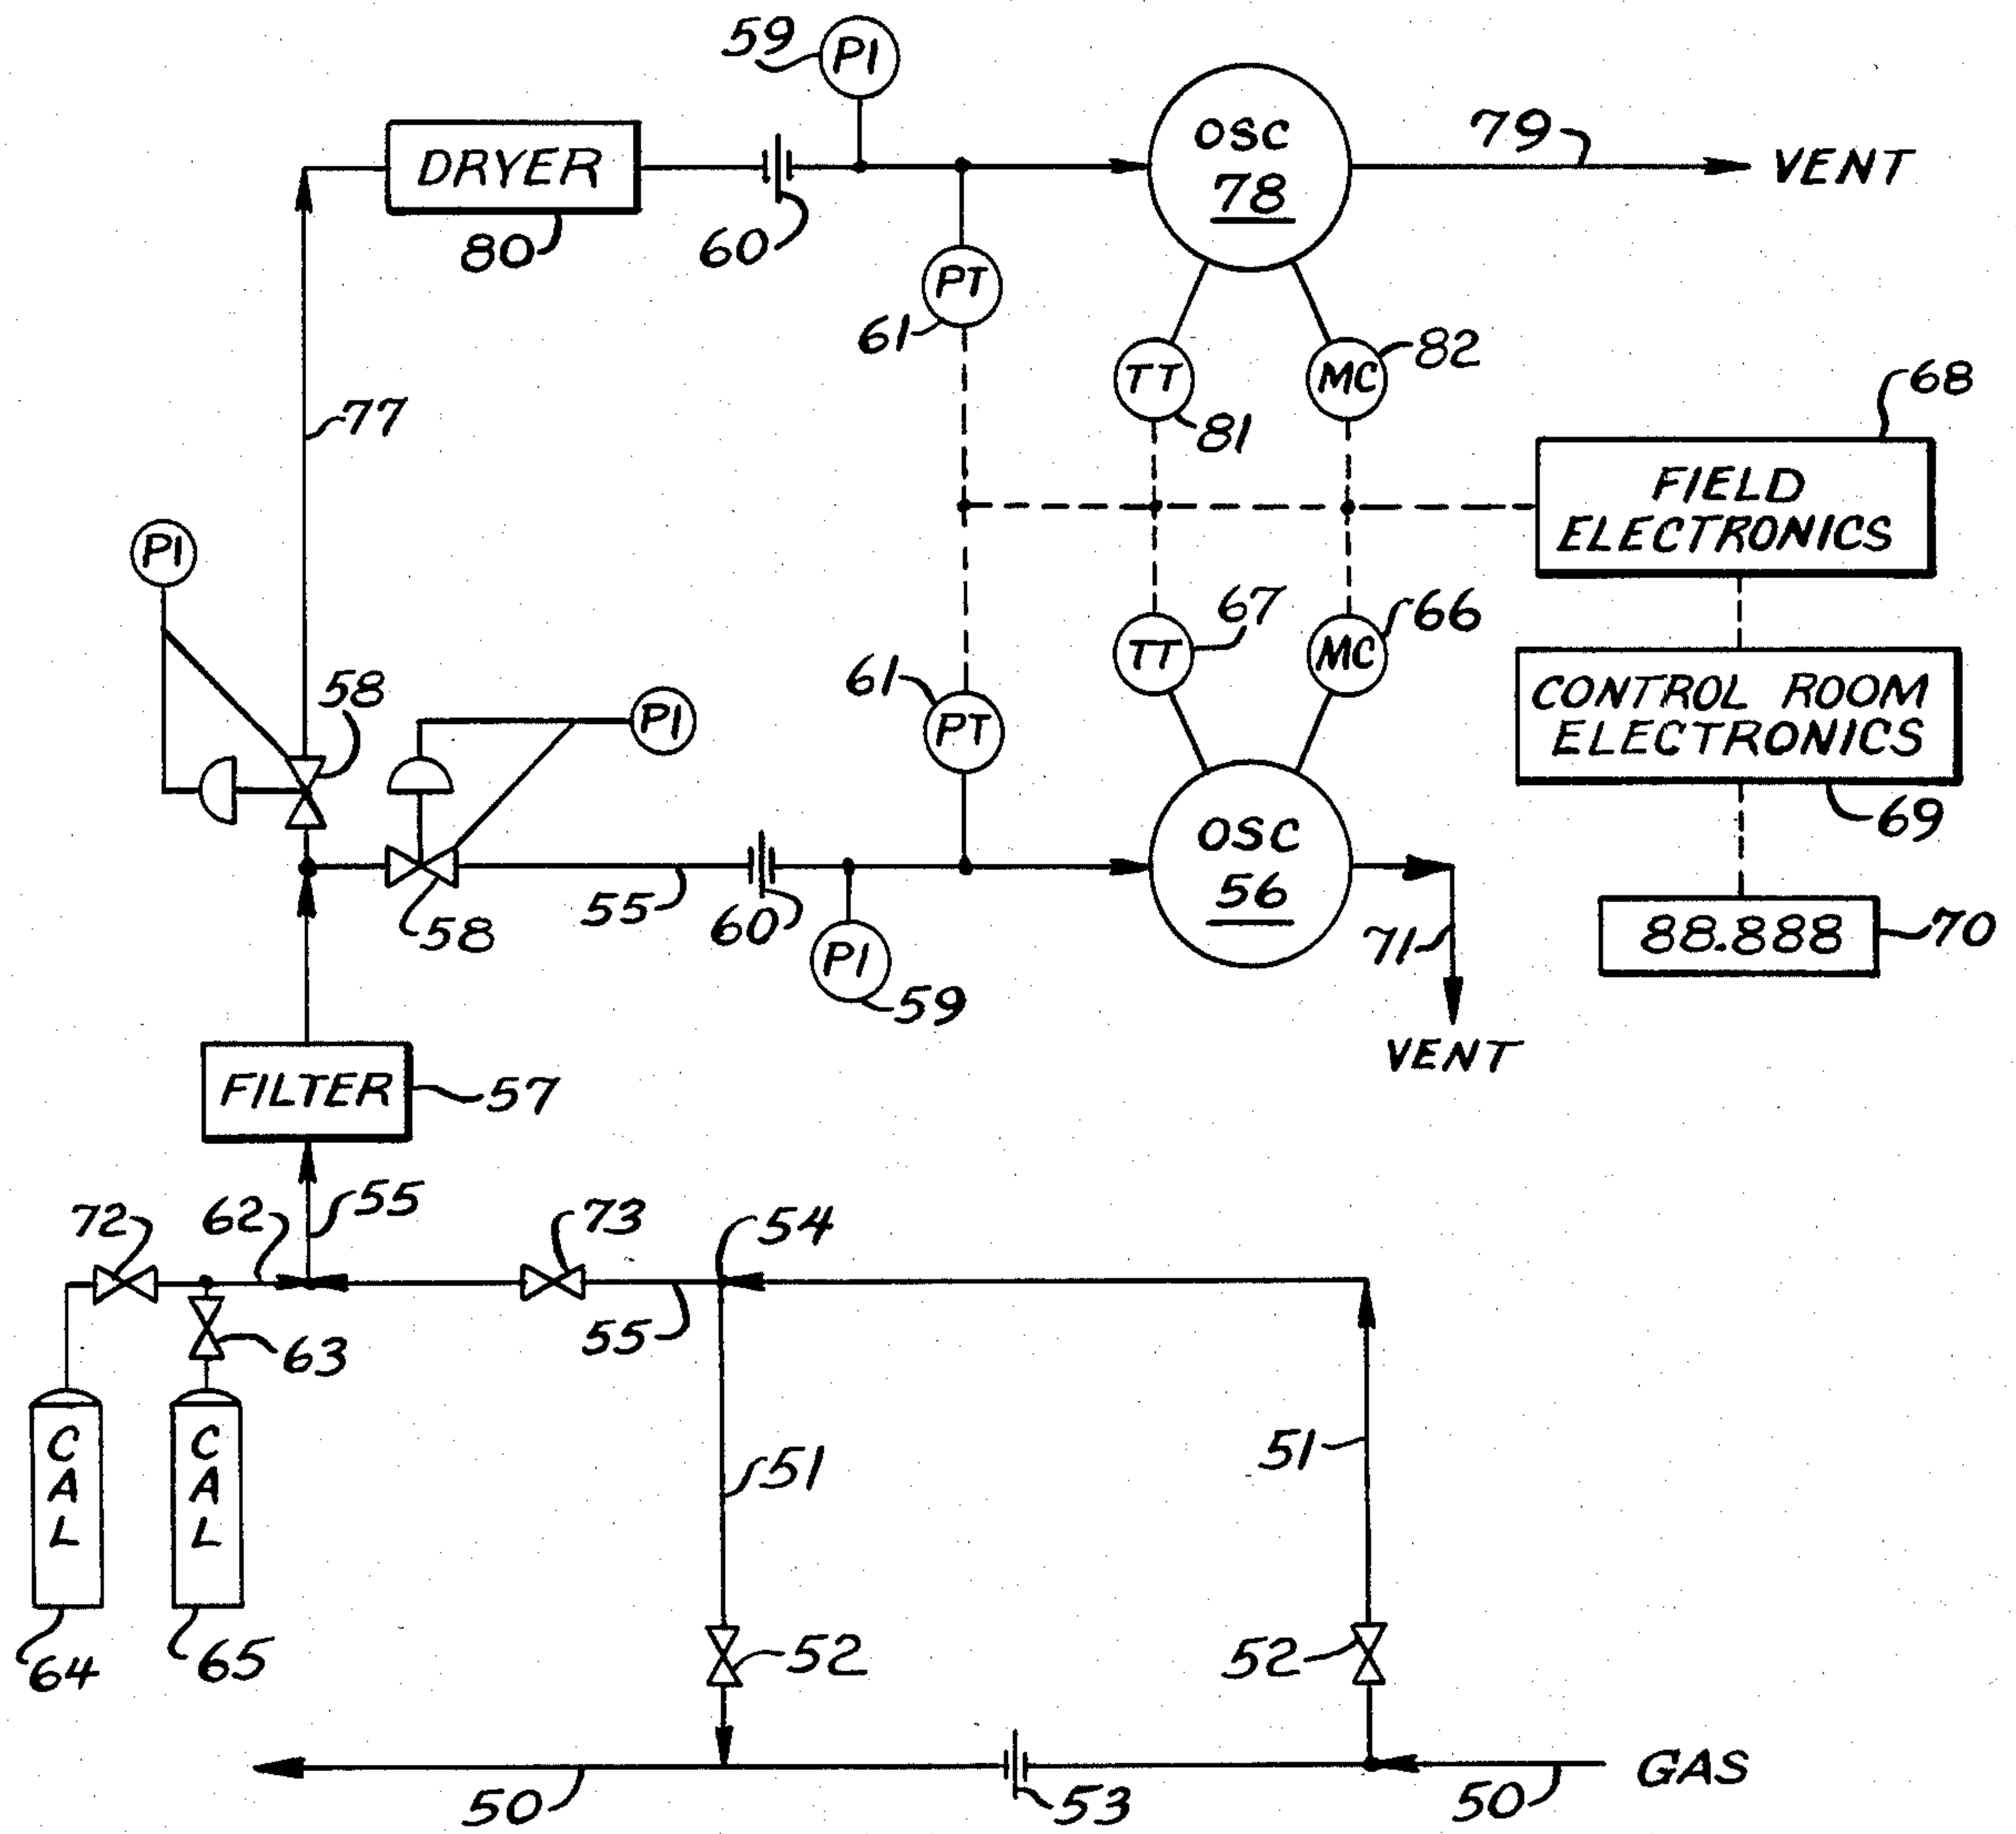 59
PI
OSC
78
79
VENT
DRYER
80
60
PT
61
TT
81
MC
82
77
68
FIELD
ELECTRONICS
PI
58
PI
61
PT
67
TT
MC
66
CONTROL ROOM
ELECTRONICS
69
58
55
60
PI
59
OSC
56
71
VENT
88.888
70
FILTER
57
72
62
55
73
54
55
63
CAL
CAL
64
65
51
51
52
52
50
53
50
GAS